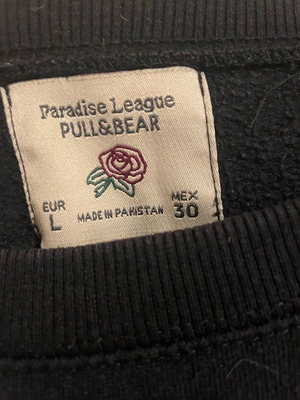 Paradise League
PULL&BEAR
EUR MEX
L MADE IN PAKISTAN 30